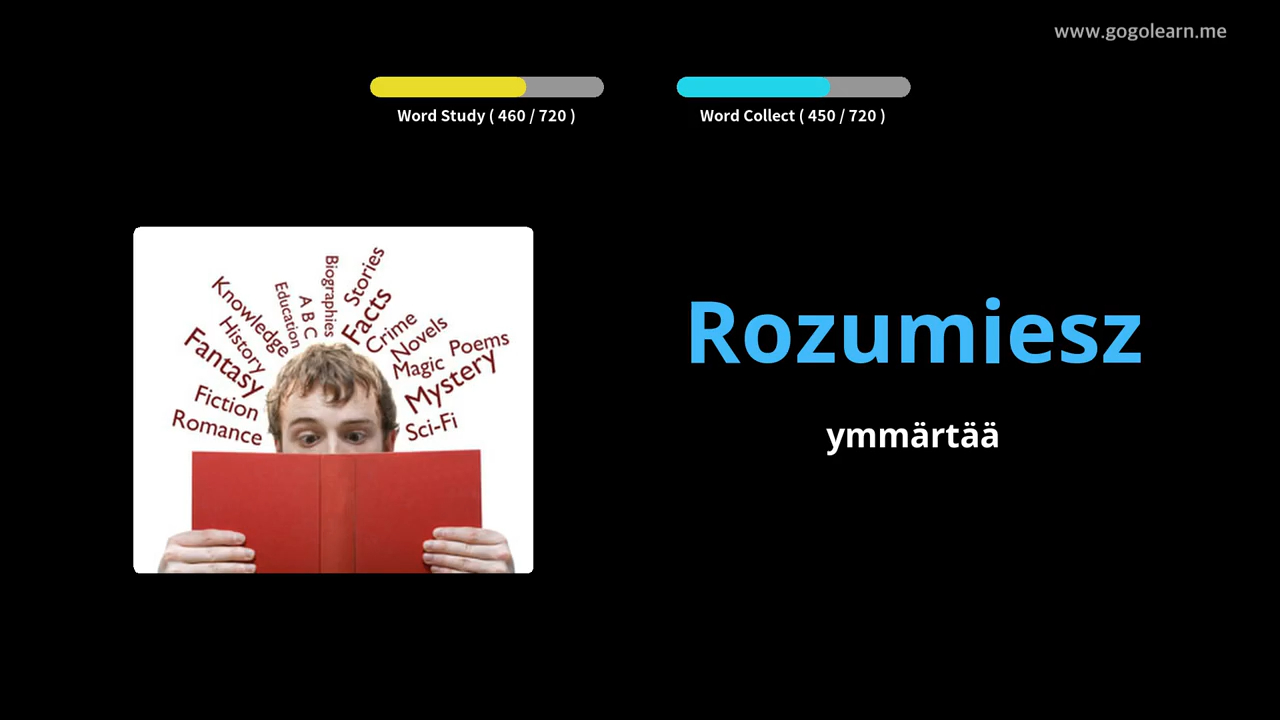 www.gogolearn.me
Word Study ( 460 / 720 )
Word Collect ( 450 / 720 )
Rozumiesz
ymmärtää
Knowledge
History
Fantasy
Fiction
Romance
Education
A B C
Biographies
Stories
Facts
Crime
Novels
Magic
Poems
Mystery
Sci-Fi